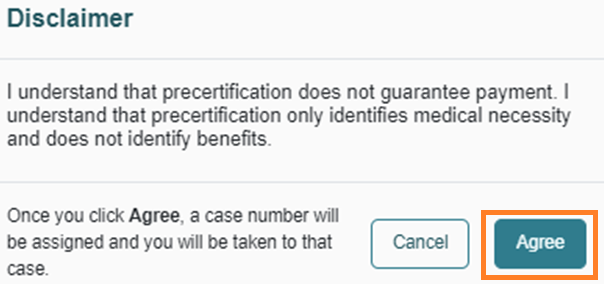 Disclaimer
I understand that precertification does not guarantee payment. I
understand that precertification only identifies medical necessity
and does not identify benefits.
Once you click Agree, a case number will
be assigned and you will be taken to that
case.
Cancel
Agree